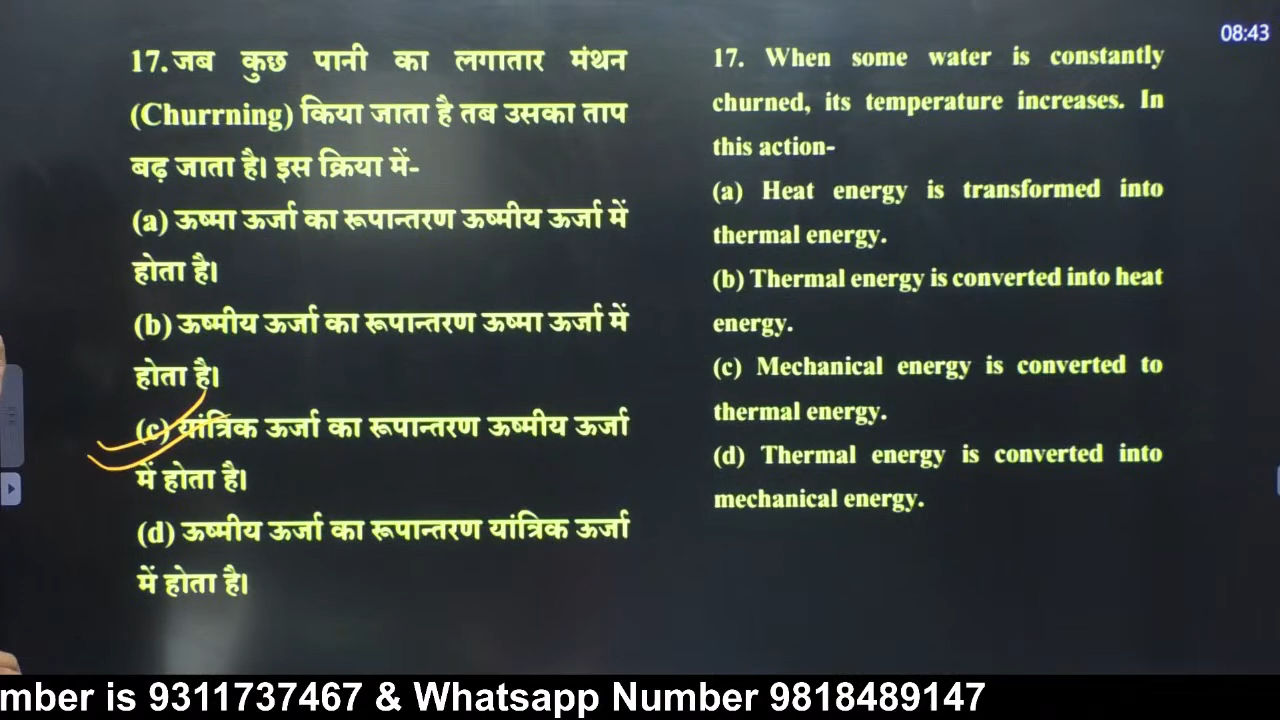 08:43
17. जब कुछ पानी का लगातार मंथन
(Churrning) किया जाता है तब उसका ताप
बढ़ जाता है। इस क्रिया में-
(a) ऊष्मा ऊर्जा का रूपान्तरण ऊष्मीय ऊर्जा में
होता है।
(b) ऊष्मीय ऊर्जा का रूपान्तरण ऊष्मा ऊर्जा में
होता है।
(c) यांत्रिक ऊर्जा का रूपान्तरण ऊष्मीय ऊर्जा
में होता है।
(d) ऊष्मीय ऊर्जा का रूपान्तरण यांत्रिक ऊर्जा
में होता है।
17. When some water is constantly
churned, its temperature increases. In
this action-
(a) Heat energy is transformed into
thermal energy.
(b) Thermal energy is converted into heat
energy.
(c) Mechanical energy is converted to
thermal energy.
(d) Thermal energy is converted into
mechanical energy.
mber is 9311737467 & Whatsapp Number 9818489147